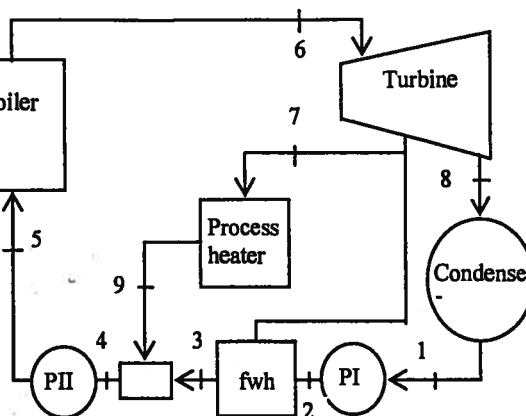 6
oiler
Turbine
7
8
5
Process
heater
Condense
-
9
4
3
1
PII
fwh
PI
2